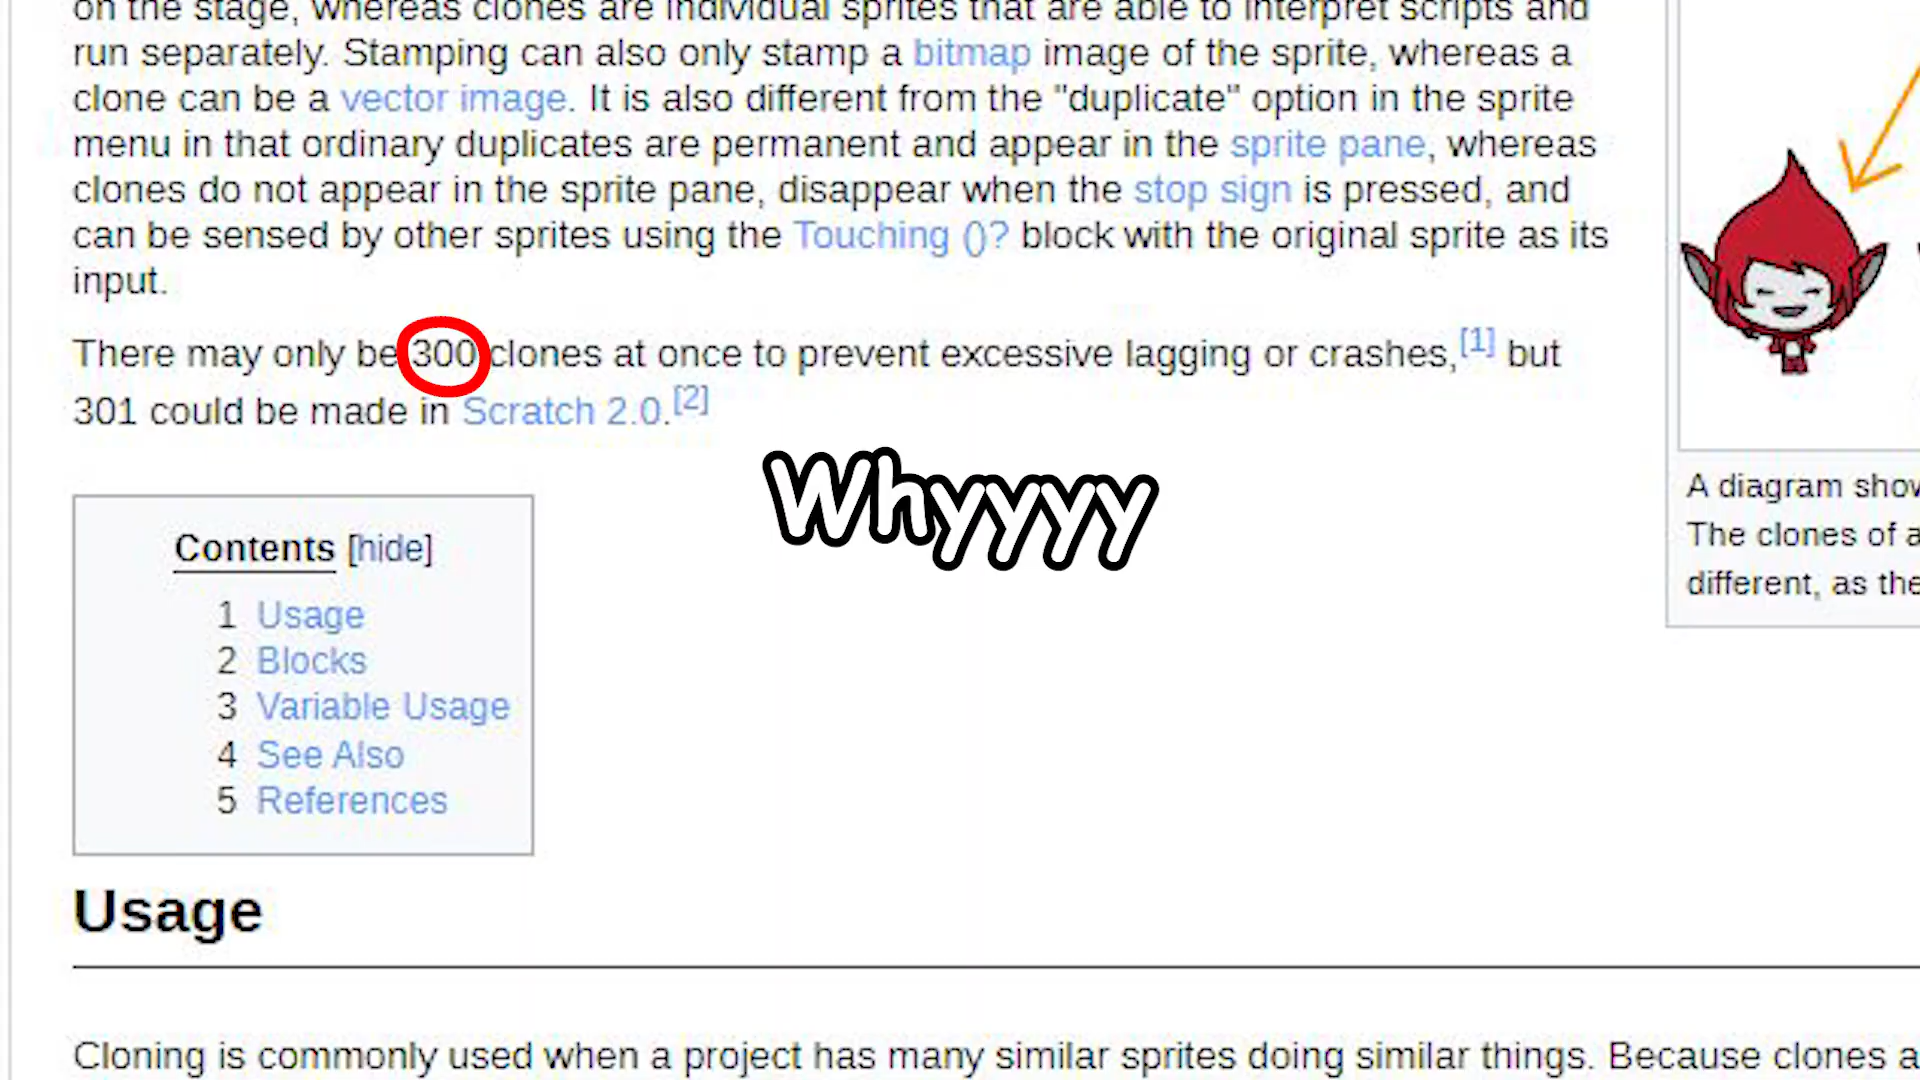 on the stage, whereas clones are individual sprites that are able to interpret scripts and
run separately. Stamping can also only stamp a bitmap image of the sprite, whereas a
clone can be a vector image. It is also different from the "duplicate" option in the sprite
menu in that ordinary duplicates are permanent and appear in the sprite pane, whereas
clones do not appear in the sprite pane, disappear when the stop sign is pressed, and
can be sensed by other sprites using the Touching ()? block with the original sprite as its
input.
There may only be 300 clones at once to prevent excessive lagging or crashes,[1] but
301 could be made in Scratch 2.0.[2]
Whyyyy
Contents [hide]
1 Usage
2 Blocks
3 Variable Usage
4 See Also
5 References
A diagram show
The clones of a
different, as the
Usage
Cloning is commonly used when a project has many similar sprites doing similar things. Because clones a